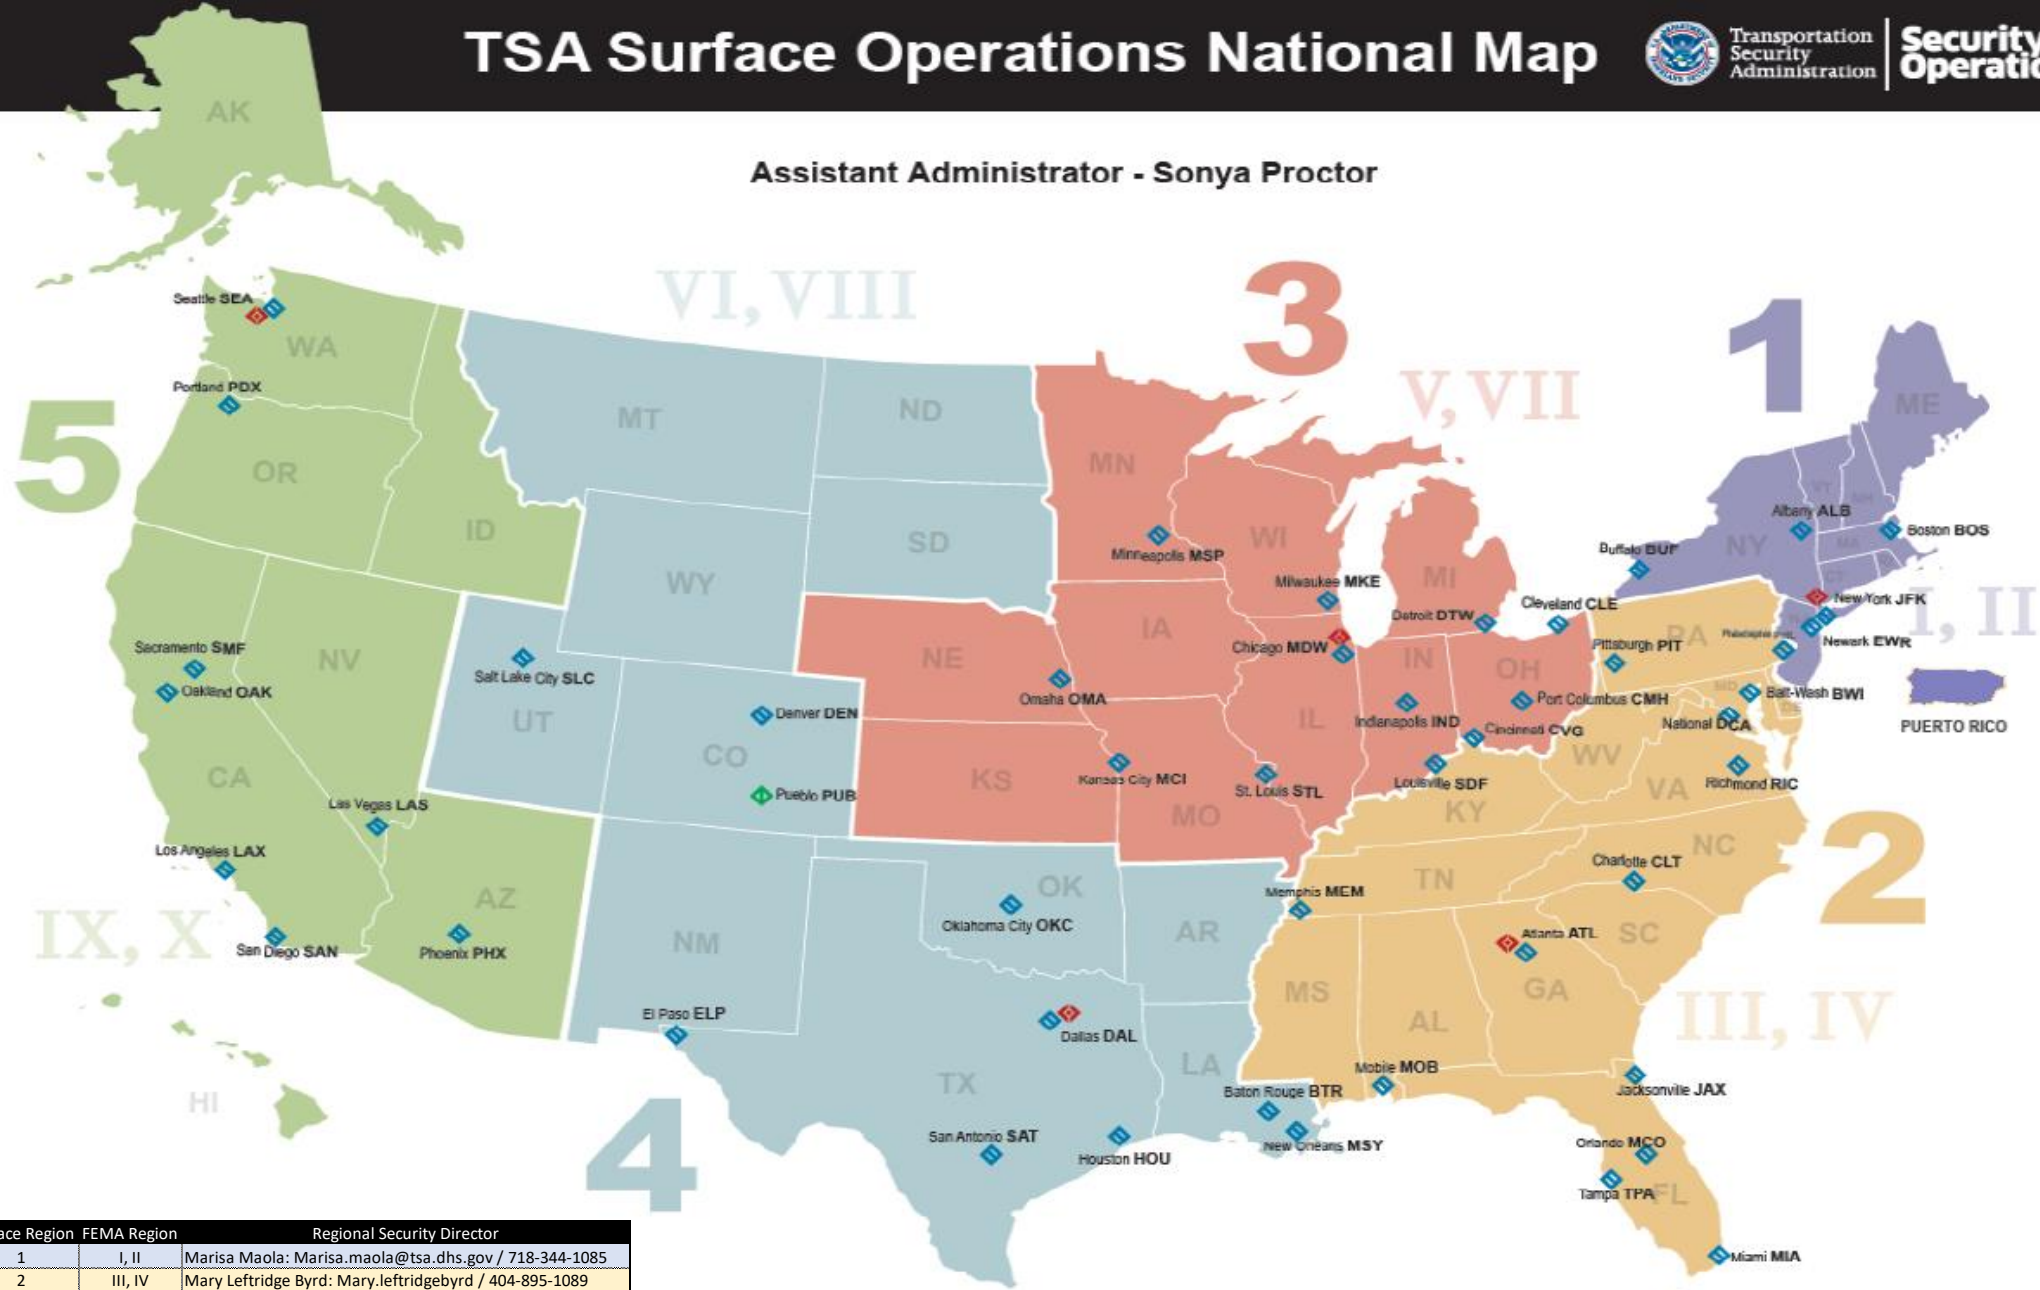 TSA Surface Operations National Map
Transportation
Security
Administration
Security
Operatio
AK
Assistant Administrator - Sonya Proctor
VI, VIII
3
1
V, VII
5
Seattle SEA
WA
Portland PDX
OR
ID
MT
ND
SD
WY
MN
WI
MI
ME
VT
NH
Albany ALB
Boston BOS
MA
CT
NY
Buffalo BUF
Minneapolis MSP
Milwaukee MKE
Detroit DTW
Cleveland CLE
New York JFK
I, II
Newark EWR
Pittsburgh PIT
PA
Chicago MDW
IA
NE
IN
OH
Sacramento SMF
Oakland OAK
NV
Salt Lake City SLC
UT
Denver DEN
CO
Pueblo PUB
Omaha OMA
IL
Indianapolis IND
Port Columbus CMH
Cincinnati CVG
MD
DE
Balt-Wash BWI
National DCA
PUERTO RICO
CA
Las Vegas LAS
KS
Kansas City MCI
St. Louis STL
MO
Louisville SDF
KY
WV
VA
Richmond RIC
Los Angeles LAX
AZ
NC
2
Charlotte CLT
TN
Memphis MEM
OK
Oklahoma City OKC
AR
IX, X
San Diego SAN
Phoenix PHX
NM
SC
Atlanta ATL
GA
MS
AL
III, IV
El Paso ELP
Dallas DAL
TX
LA
Mobile MOB
Baton Rouge BTR
New Orleans MSY
Jacksonville JAX
HI
4
San Antonio SAT
Houston HOU
Orlando MCO
Tampa TPA
FL
Miami MIA
ace Region FEMA Region Regional Security Director
1 I, II Marisa Maola: Marisa.maola@tsa.dhs.gov / 718-344-1085
2 III, IV Mary Leftridge Byrd: Mary.leftridgebyrd / 404-895-1089